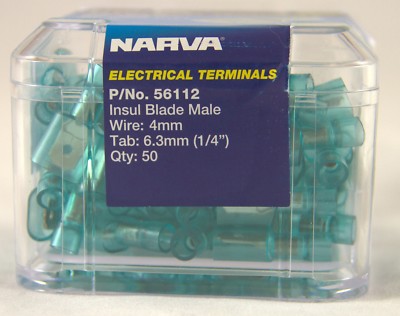 NARVA
ELECTRICAL TERMINALS
P/No. 56112
Insul Blade Male
Wire: 4mm
Tab: 6.3mm (1/4")
Qty: 50